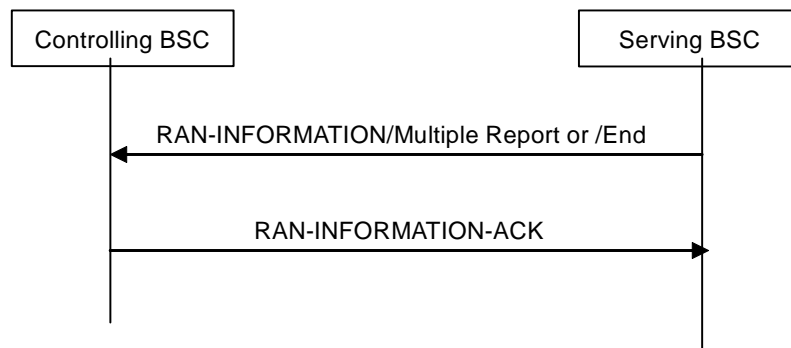 Controlling BSC
Serving BSC
RAN-INFORMATION/Multiple Report or /End
RAN-INFORMATION-ACK